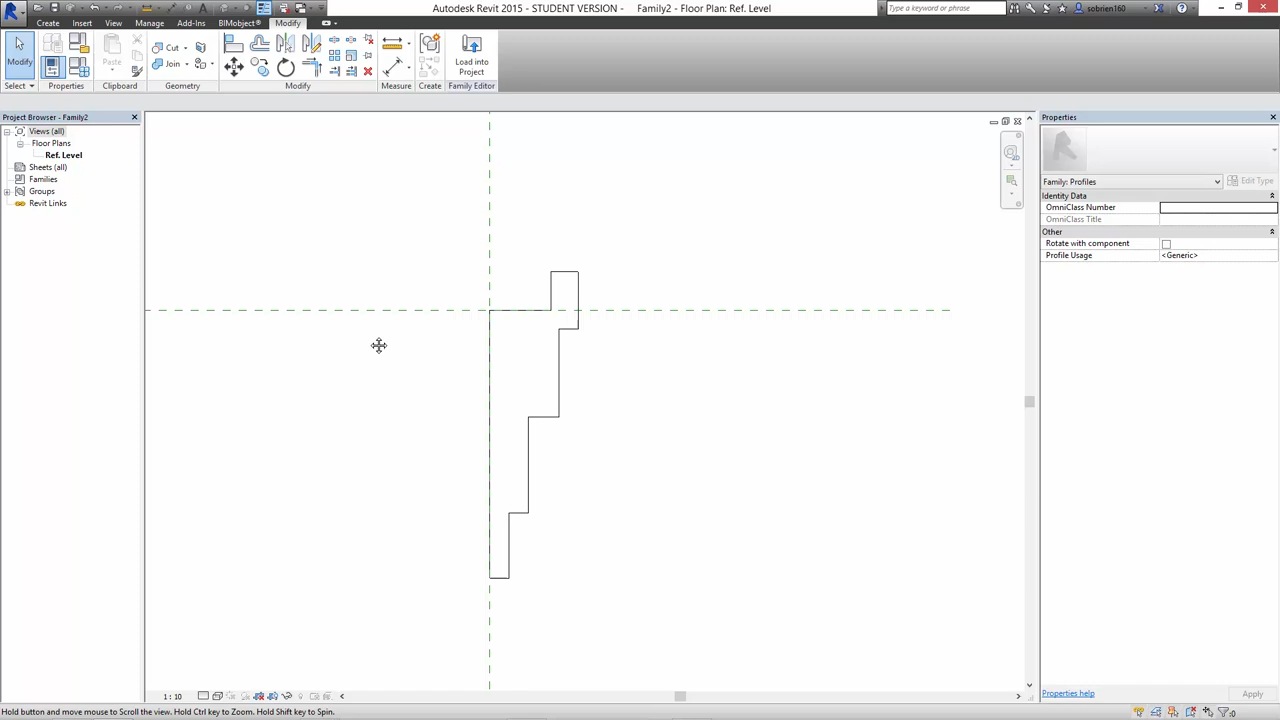 Autodesk Revit 2015 - STUDENT VERSION - Family2 - Floor Plan: Ref. Level
Type a keyword or phrase
sobrien160
Create Insert View Manage Add-Ins BIMobject® Modify
Modify
Paste
Cut
Join
Load into
Project
Select Properties Clipboard Geometry Modify Measure Create Family Editor
Project Browser - Family2
Views (all)
Floor Plans
Ref. Level
Sheets (all)
Families
Groups
Revit Links
Properties
Family: Profiles
Edit Type
Identity Data
OmniClass Number
OmniClass Title
Other
Rotate with component
Profile Usage <Generic>
2D
1 : 10
Properties help
Apply
Hold button and move mouse to Scroll the view. Hold Ctrl key to Zoom. Hold Shift key to Spin.
:0